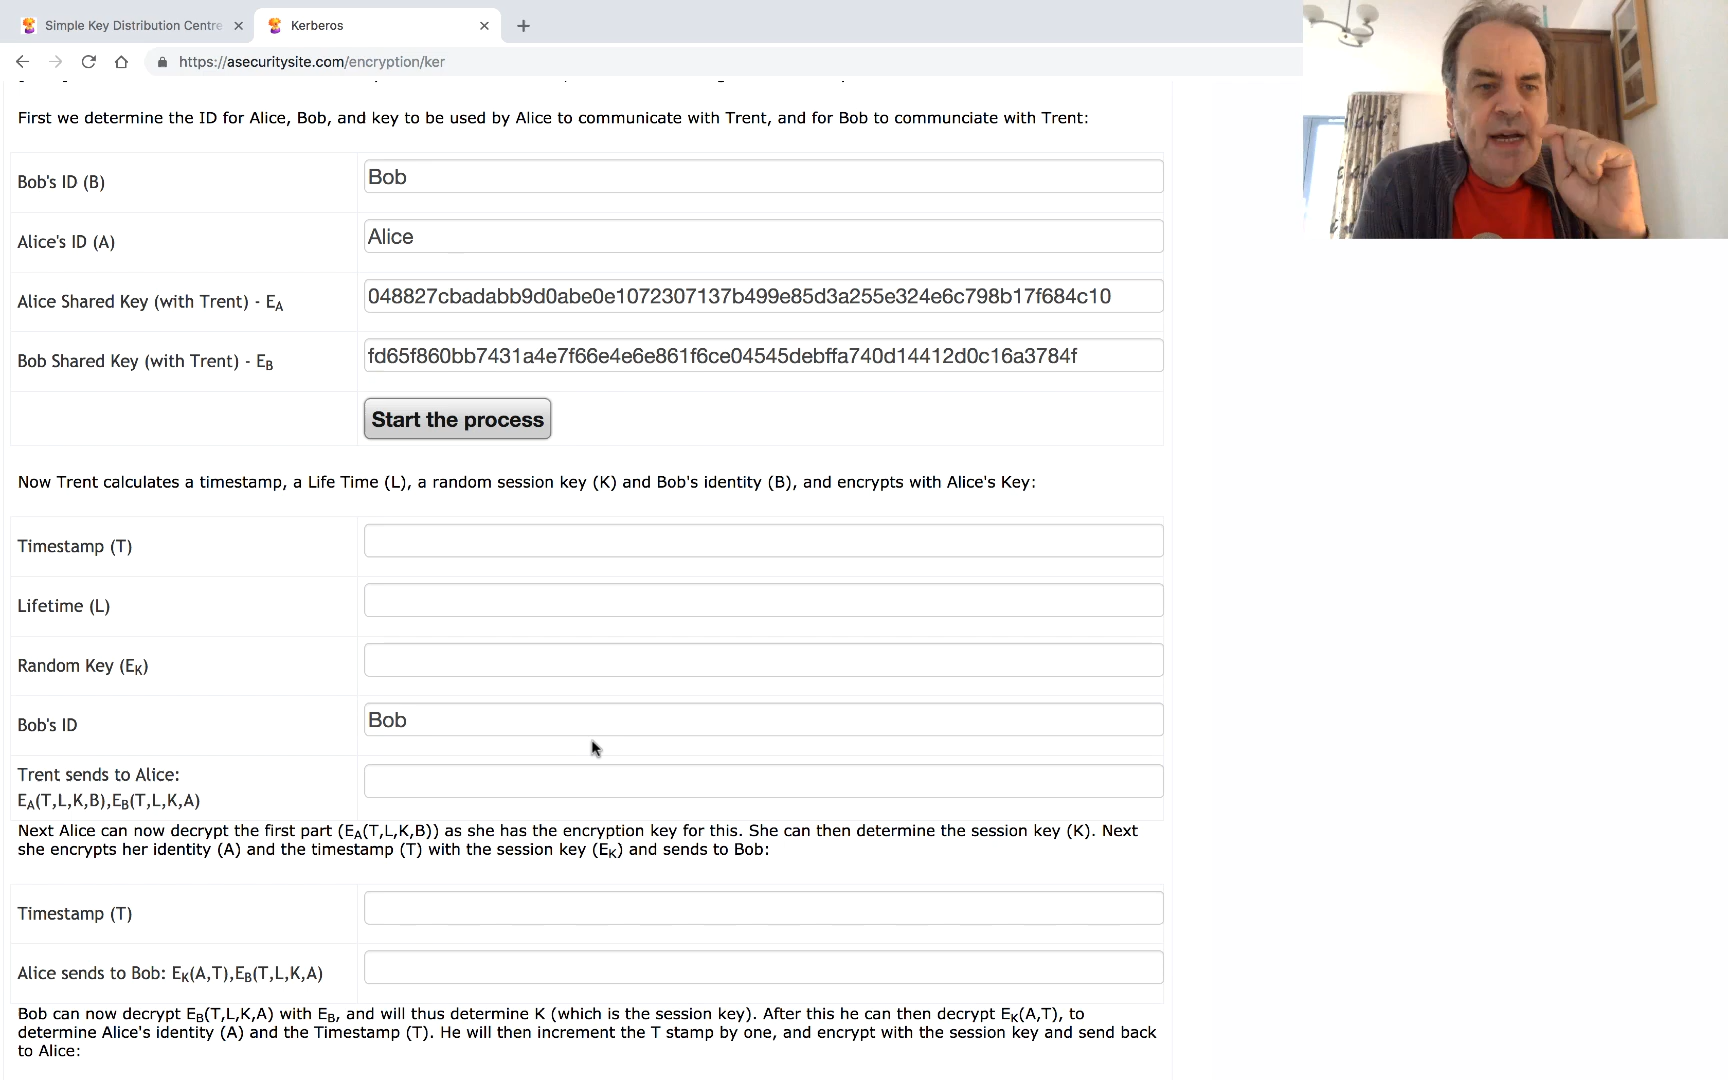 Simple Key Distribution Centre
Kerberos
https://asecuritysite.com/encryption/ker
First we determine the ID for Alice, Bob, and key to be used by Alice to communicate with Trent, and for Bob to communciate with Trent:
Bob's ID (B)
Bob
Alice's ID (A)
Alice
Alice Shared Key (with Trent) - EA
048827cbadabb9d0abe0e1072307137b499e85d3a255e324e6c798b17f684c10
Bob Shared Key (with Trent) - EB
fd65f860bb7431a4e7f66e4e6e861f6ce04545debffa740d14412d0c16a3784f
Start the process
Now Trent calculates a timestamp, a Life Time (L), a random session key (K) and Bob's identity (B), and encrypts with Alice's Key:
Timestamp (T)
Lifetime (L)
Random Key (EK)
Bob's ID
Bob
Trent sends to Alice:
EA(T,L,K,B),EB(T,L,K,A)
Next Alice can now decrypt the first part (EA(T,L,K,B)) as she has the encryption key for this. She can then determine the session key (K). Next
she encrypts her identity (A) and the timestamp (T) with the session key (EK) and sends to Bob:
Timestamp (T)
Alice sends to Bob: EK(A,T),EB(T,L,K,A)
Bob can now decrypt EB(T,L,K,A) with EB, and will thus determine K (which is the session key). After this he can then decrypt EK(A,T), to
determine Alice's identity (A) and the Timestamp (T). He will then increment the T stamp by one, and encrypt with the session key and send back
to Alice: